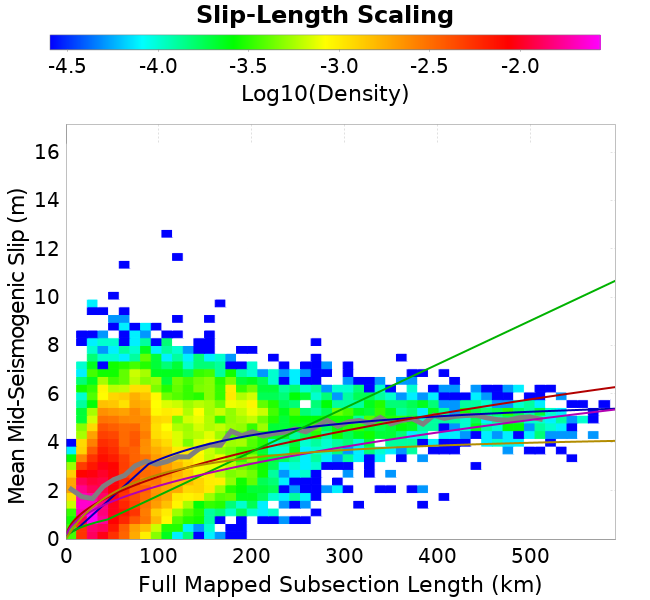 Slip-Length Scaling
-4.5 -4.0 -3.5 -3.0 -2.5 -2.0
Log10(Density)
Mean Mid-Seismogenic Slip (m)
16
14
12
10
8
6
4
2
0
0 100 200 300 400 500
Full Mapped Subsection Length (km)